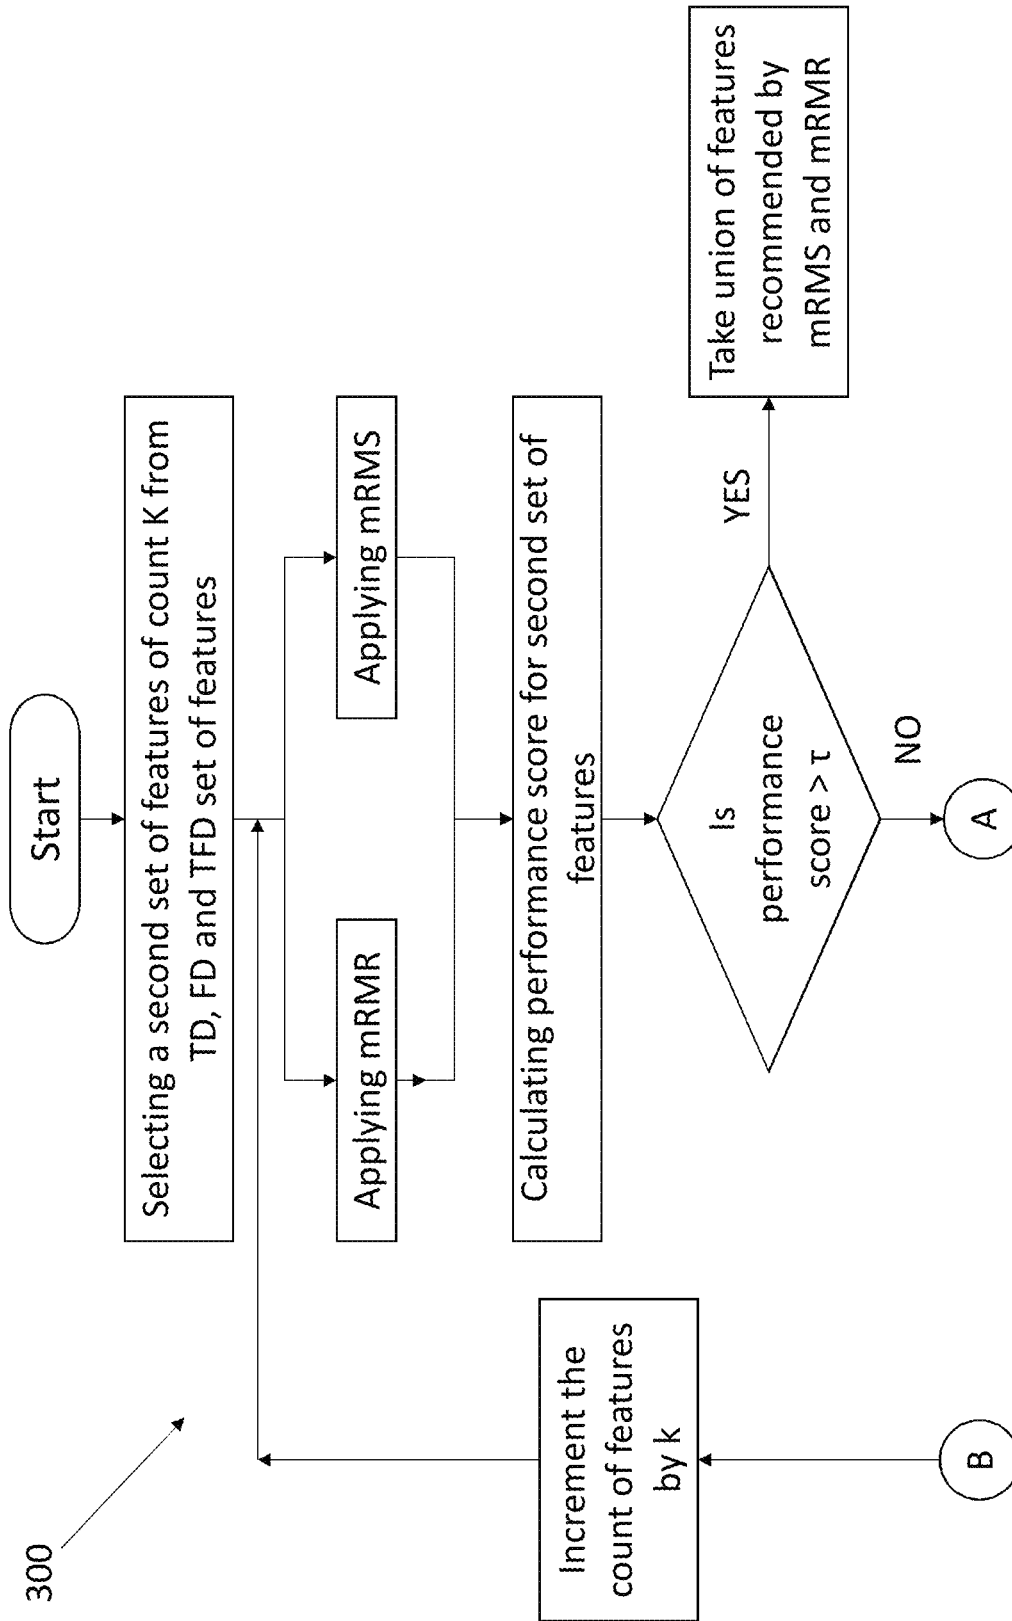 300
Start
Selecting a second set of features of count K from
TD, FD and TFD set of features
Applying mRMR
Applying mRMS
Calculating performance score for second set of
features
Is
performance
score > τ
YES
Take union of features
recommended by
mRMS and mRMR
NO
A
Increment the
count of features
by k
B